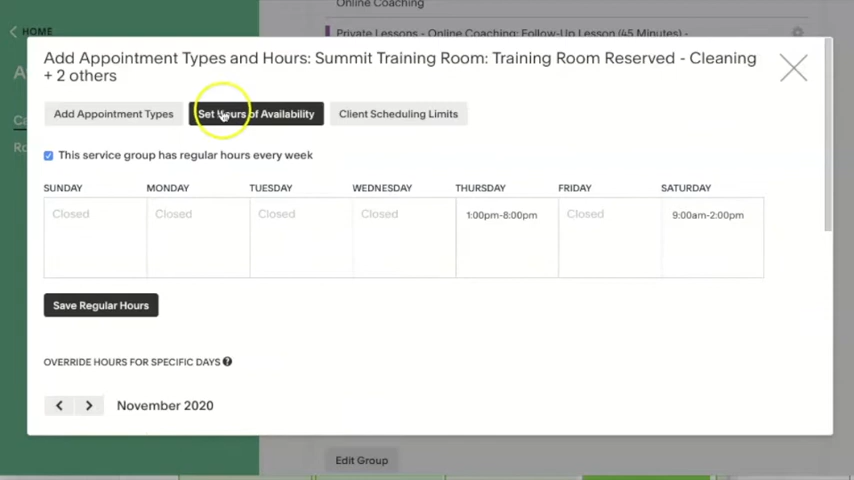 Online Coaching
HOME
Private Lessons - Online Coaching: Follow-Up Lesson (45 Minutes) -
Add Appointment Types and Hours: Summit Training Room: Training Room Reserved - Cleaning
+ 2 others
Add Appointment Types
Set Hours of Availability
Client Scheduling Limits
This service group has regular hours every week
SUNDAY MONDAY TUESDAY WEDNESDAY THURSDAY FRIDAY SATURDAY
Closed Closed Closed Closed 1:00pm-8:00pm Closed 9:00am-2:00pm
Save Regular Hours
OVERRIDE HOURS FOR SPECIFIC DAYS ?
November 2020
Edit Group